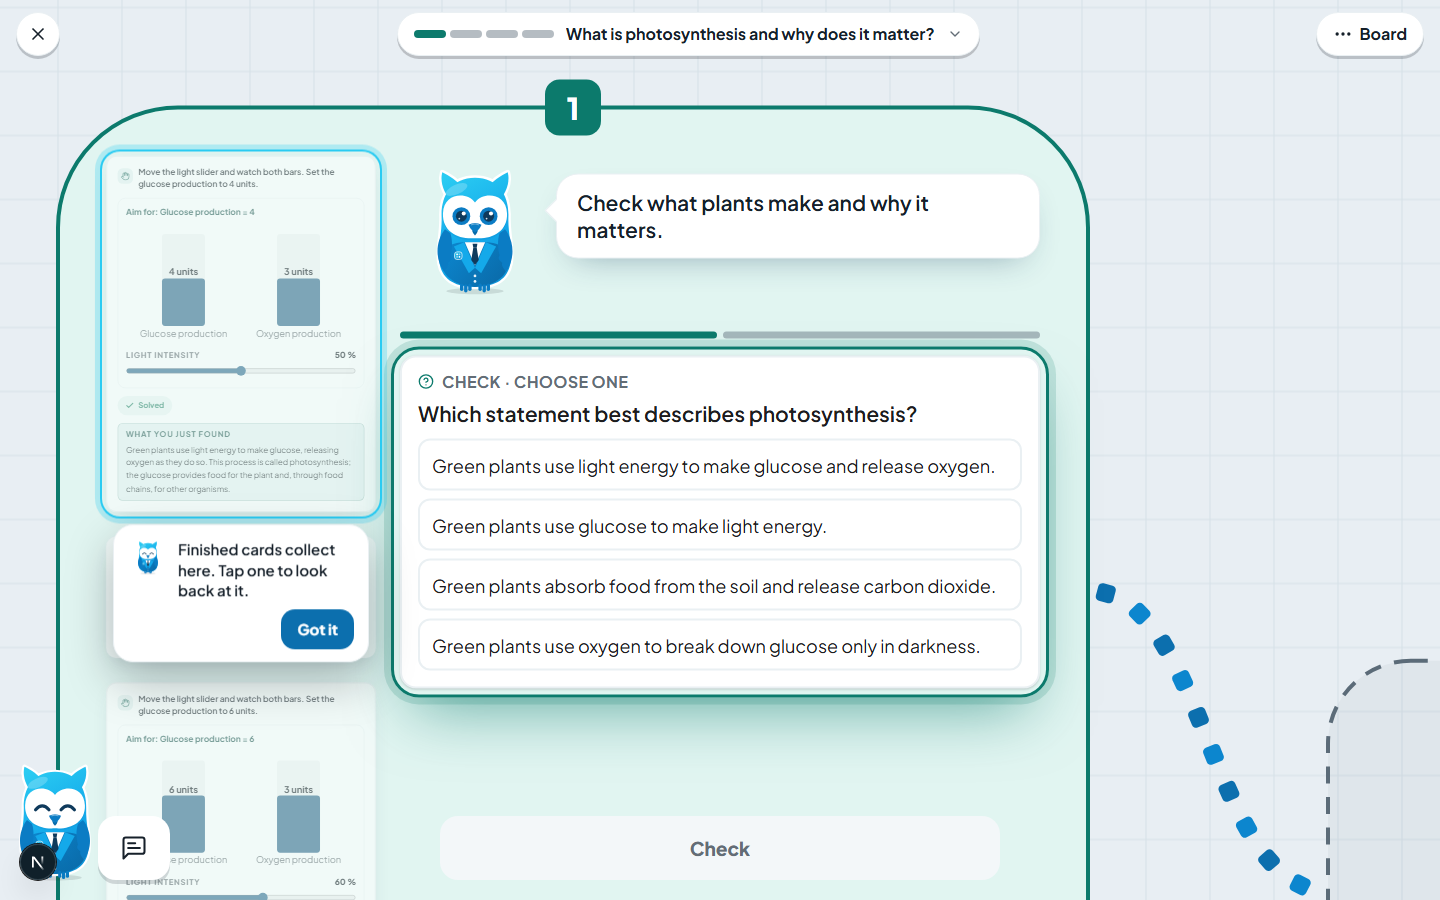 What is photosynthesis and why does it matter?
Board
1
Move the light slider and watch both bars. Set the
glucose production to 4 units.
Aim for: Glucose production = 4
4 units
3 units
Glucose production
Oxygen production
LIGHT INTENSITY
50 %
Solved
WHAT YOU JUST FOUND
Green plants use light energy to make glucose, releasing
oxygen as they do so. This process is called photosynthesis;
the glucose provides food for the plant and, through food
chains, for other organisms.
Finished cards collect
here. Tap one to look
back at it.
Got it
Move the light slider and watch both bars. Set the
glucose production to 6 units.
Aim for: Glucose production = 6
6 units
3 units
production
Oxygen production
LIGHT INTENSITY
60 %
N
Check what plants make and why it
matters.
CHECK · CHOOSE ONE
Which statement best describes photosynthesis?
Green plants use light energy to make glucose and release oxygen.
Green plants use glucose to make light energy.
Green plants absorb food from the soil and release carbon dioxide.
Green plants use oxygen to break down glucose only in darkness.
Check